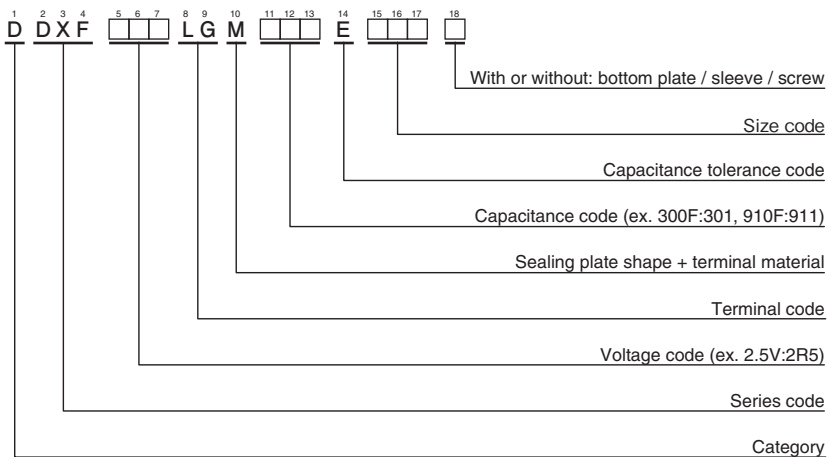 1 2 3 4 5 6 7 8 9 10 11 12 13 14 15 16 17 18
D DXF □□□ LG M □□□ E □□□ □
With or without: bottom plate / sleeve / screw
Size code
Capacitance tolerance code
Capacitance code (ex. 300F:301, 910F:911)
Sealing plate shape + terminal material
Terminal code
Voltage code (ex. 2.5V:2R5)
Series code
Category